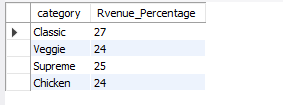 category Rvenue_Percentage
Classic 27
Veggie 24
Supreme 25
Chicken 24